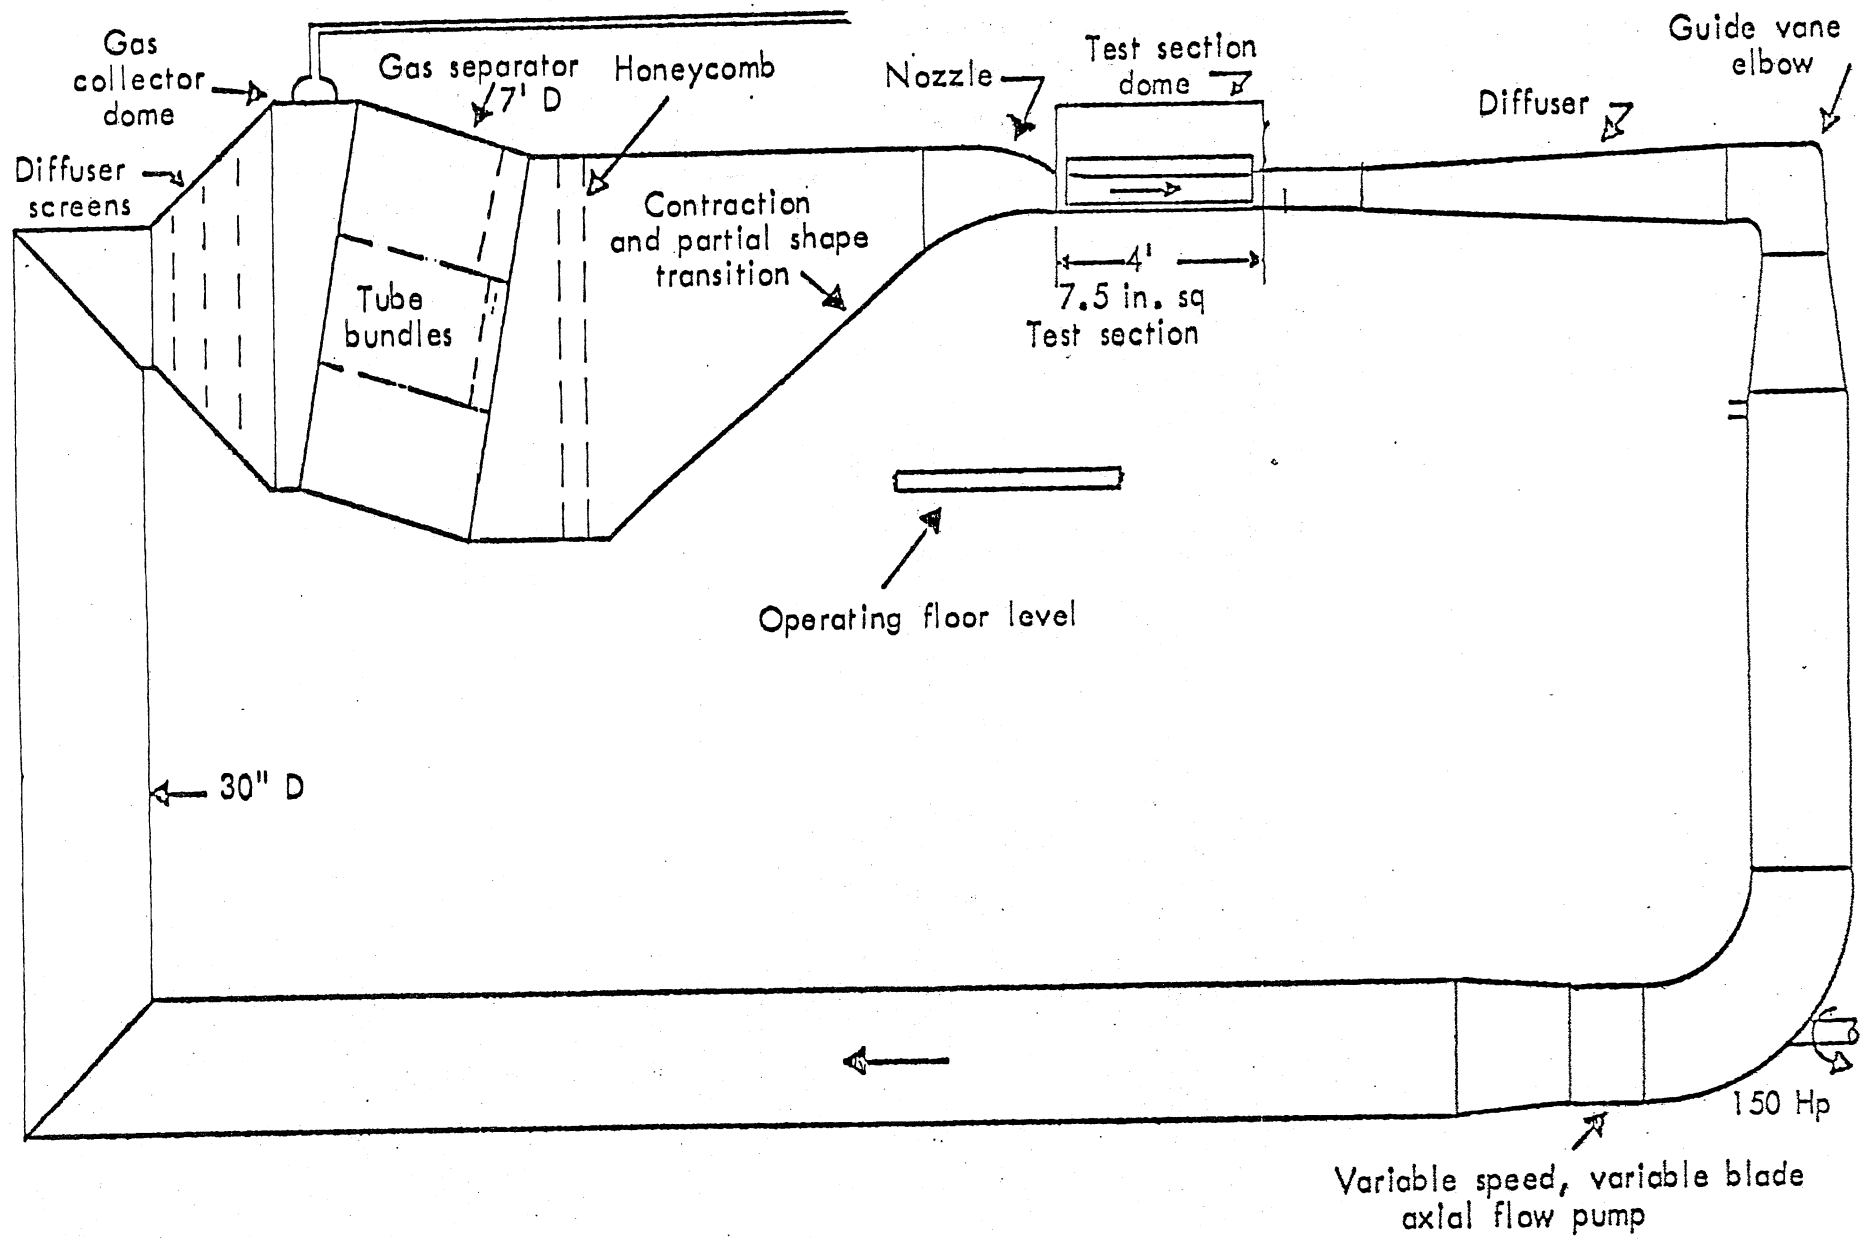 Gas
collector
dome
Gas separator
7' D
Honeycomb
Nozzle
Test section
dome
Diffuser
Guide vane
elbow
Diffuser
screens
Contraction
and partial shape
transition
4'
7.5 in. sq
Test section
Tube
bundles
Operating floor level
30" D
150 Hp
Variable speed, variable blade
axial flow pump